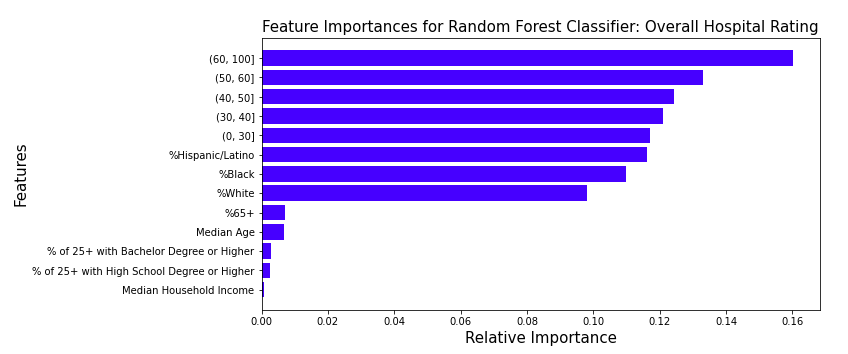 Feature Importances for Random Forest Classifier: Overall Hospital Rating
Features
(60, 100]
(50, 60]
(40, 50]
(30, 40]
(0, 30]
%Hispanic/Latino
%Black
%White
%65+
Median Age
% of 25+ with Bachelor Degree or Higher
% of 25+ with High School Degree or Higher
Median Household Income
0.00 0.02 0.04 0.06 0.08 0.10 0.12 0.14 0.16
Relative Importance